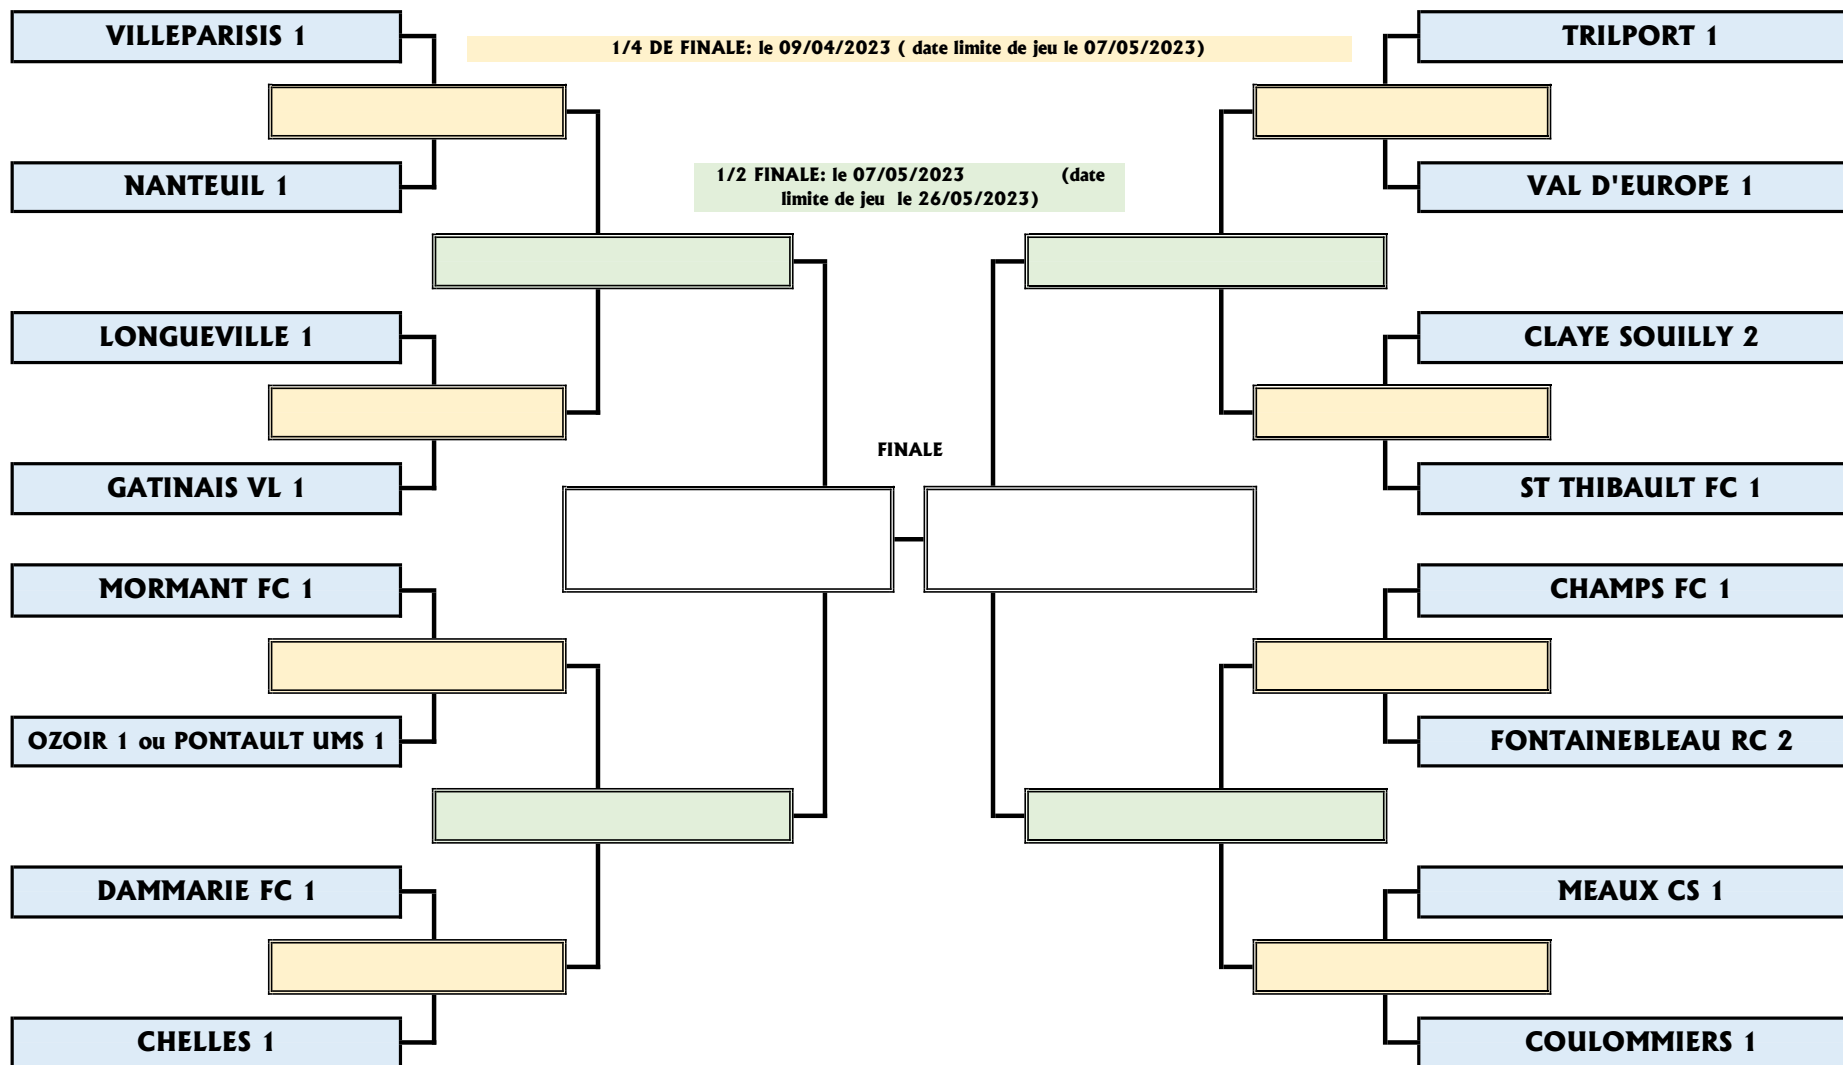 VILLEPARISIS 1
1/4 DE FINALE: le 09/04/2023 ( date limite de jeu le 07/05/2023)
TRILPORT 1
NANTEUIL 1
1/2 FINALE: le 07/05/2023 (date
limite de jeu le 26/05/2023)
VAL D'EUROPE 1
LONGUEVILLE 1
CLAYE SOUILLY 2
FINALE
GATINAIS VL 1
ST THIBAULT FC 1
MORMANT FC 1
CHAMPS FC 1
OZOIR 1 ou PONTAULT UMS 1
FONTAINEBLEAU RC 2
DAMMARIE FC 1
MEAUX CS 1
CHELLES 1
COULOMMIERS 1